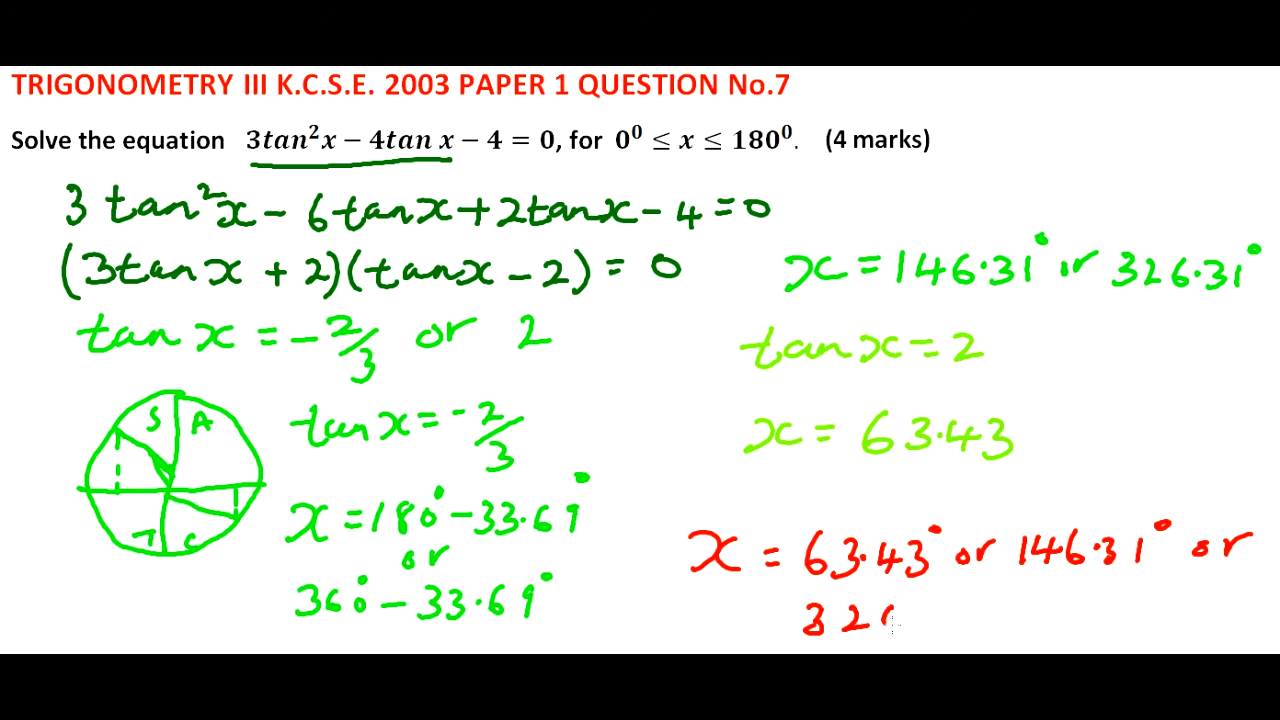 TRIGONOMETRY III K.C.S.E. 2003 PAPER 1 QUESTION No.7
Solve the equation 3tan²x − 4tan x − 4 = 0, for 0⁰ ≤ x ≤ 180⁰. (4 marks)
3 tan²x − 6tanx + 2tanx − 4 = 0
(3tanx + 2)(tanx − 2) = 0
tan x = −2/3 or 2
S A
T C
tanx = −2/3
x = 180° − 33.69°
or
360° − 33.69°
x = 146.31° or 326.31°
tanx = 2
x = 63.43
x = 63.43° or 146.31° or
32